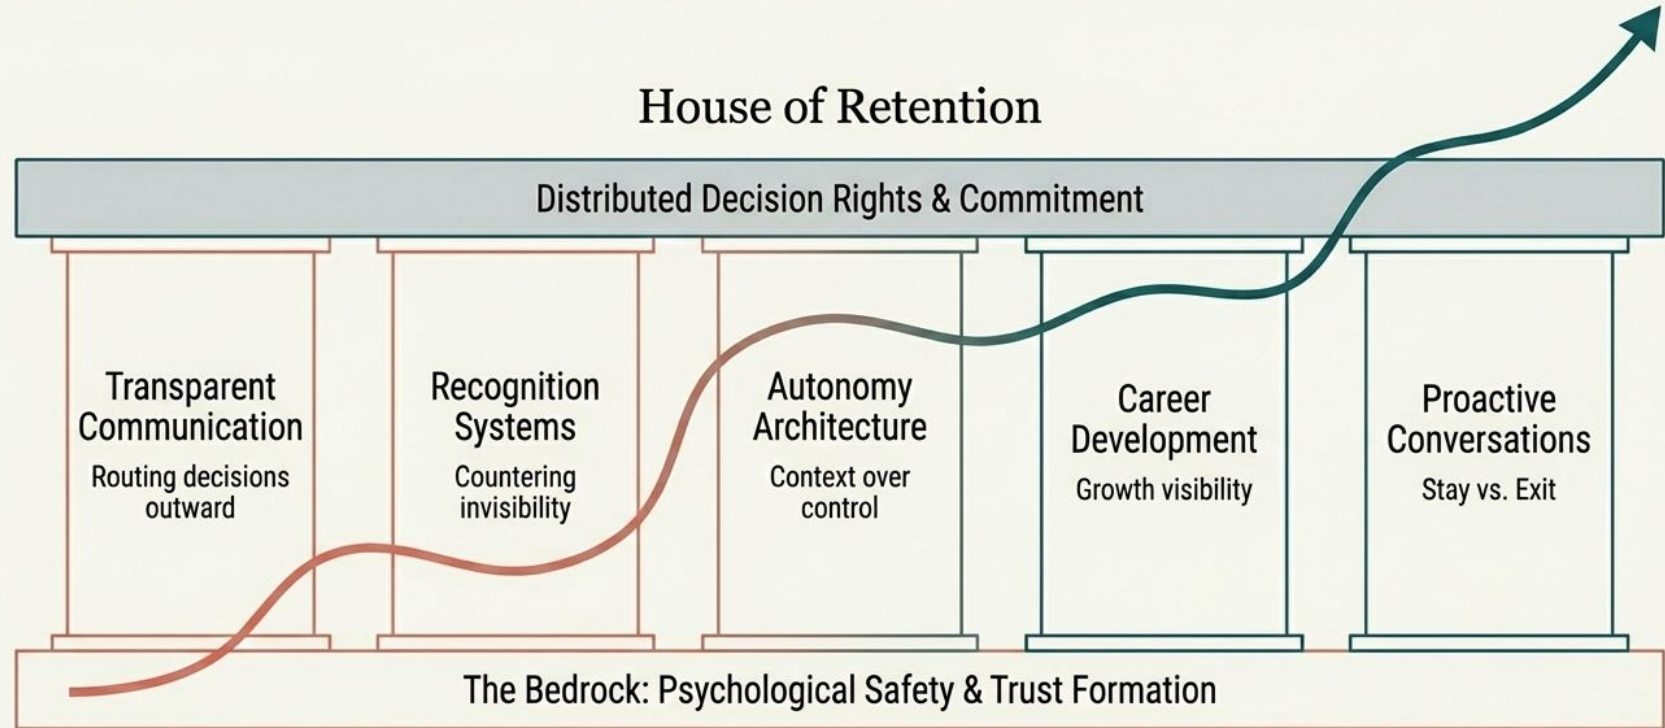 House of Retention
Distributed Decision Rights & Commitment
Transparent
Communication
Routing decisions
outward
Recognition
Systems
Countering
invisibility
Autonomy
Architecture
Context over
control
Career
Development
Growth visibility
Proactive
Conversations
Stay vs. Exit
The Bedrock: Psychological Safety & Trust Formation